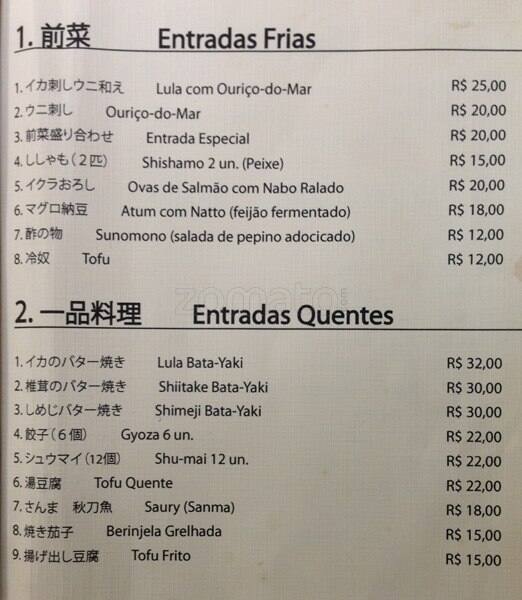 1. 前菜 Entradas Frias
1. イカ刺しウニ和え Lula com Ouriço-do-Mar R$ 25,00
2. ウニ刺し Ouriço-do-Mar R$ 20,00
3. 前菜盛り合わせ Entrada Especial R$ 20,00
4. ししゃも(2匹) Shishamo 2 un. (Peixe) R$ 15,00
5. イクラおろし Ovas de Salmão com Nabo Ralado R$ 20,00
6. マグロ納豆 Atum com Natto (feijão fermentado) R$ 18,00
7. 酢の物 Sunomono (salada de pepino adocicado) R$ 12,00
8. 冷奴 Tofu R$ 12,00
zomato
2. 一品料理 Entradas Quentes
1. イカのバター焼き Lula Bata-Yaki R$ 32,00
2. 椎茸のバター焼き Shiitake Bata-Yaki R$ 30,00
3. しめじバター焼き Shimeji Bata-Yaki R$ 30,00
4. 餃子(6個) Gyoza 6 un. R$ 22,00
5. シュウマイ(12個) Shu-mai 12 un. R$ 22,00
6. 湯豆腐 Tofu Quente R$ 22,00
7. さんま 秋刀魚 Saury (Sanma) R$ 18,00
8. 焼き茄子 Berinjela Grelhada R$ 15,00
9. 揚げ出し豆腐 Tofu Frito R$ 15,00